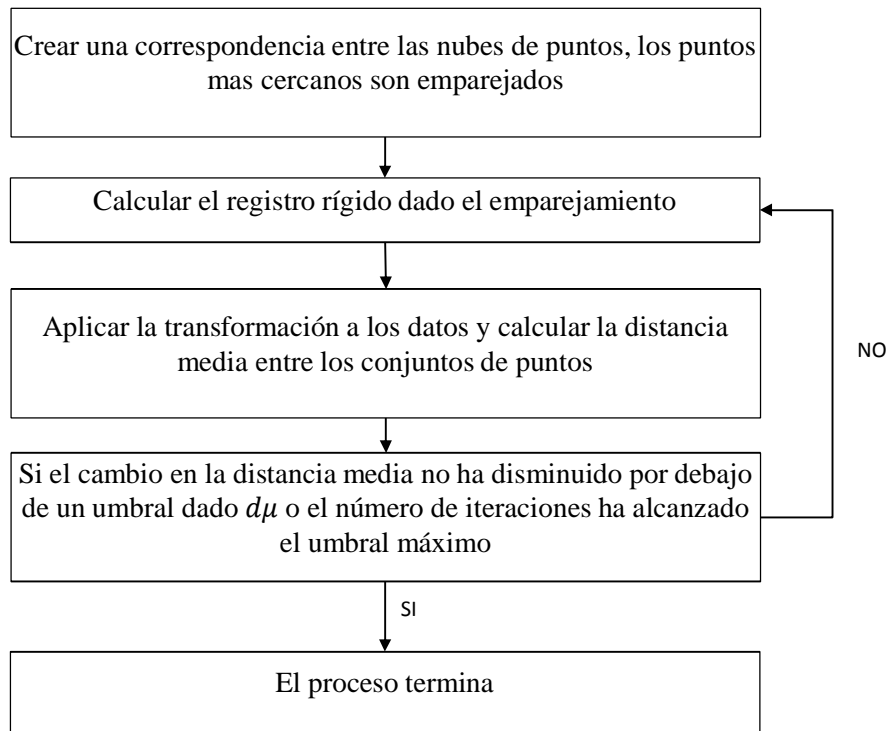 Crear una correspondencia entre las nubes de puntos, los puntos
mas cercanos son emparejados
Calcular el registro rígido dado el emparejamiento
Aplicar la transformación a los datos y calcular la distancia
media entre los conjuntos de puntos
NO
Si el cambio en la distancia media no ha disminuido por debajo
de un umbral dado 𝑑𝜇 o el número de iteraciones ha alcanzado
el umbral máximo
SI
El proceso termina